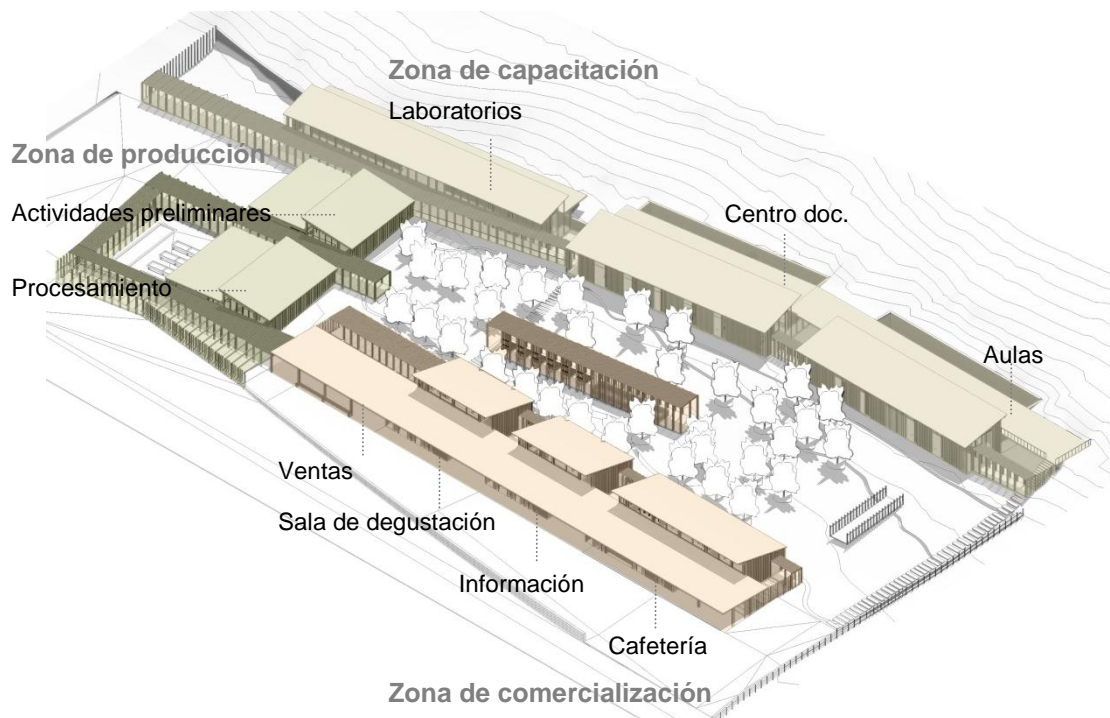 Zona de capacitación
Laboratorios
Zona de producción
Actividades preliminares
Centro doc.
Procesamiento
Aulas
Ventas
Sala de degustación
Información
Cafetería
Zona de comercialización